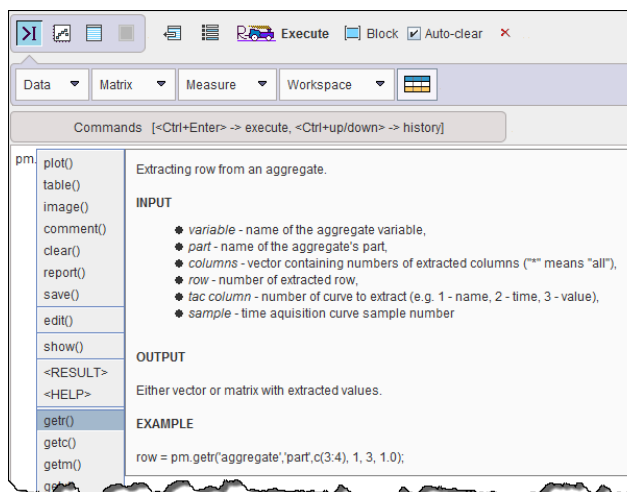 Execute Block Auto-clear
Data Matrix Measure Workspace
Commands [<Ctrl+Enter> -> execute, <Ctrl+up/down> -> history]
pm.
plot()
table()
image()
comment()
clear()
report()
save()
edit()
show()
<RESULT>
<HELP>
getr()
getc()
getm()
Extracting row from an aggregate.
INPUT
variable - name of the aggregate variable,
part - name of the aggregate's part,
columns - vector containing numbers of extracted columns ("*" means "all"),
row - number of extracted row,
tac column - number of curve to extract (e.g. 1 - name, 2 - time, 3 - value),
sample - time aquisition curve sample number
OUTPUT
Either vector or matrix with extracted values.
EXAMPLE
row = pm.getr('aggregate','part',c(3:4), 1, 3, 1.0);